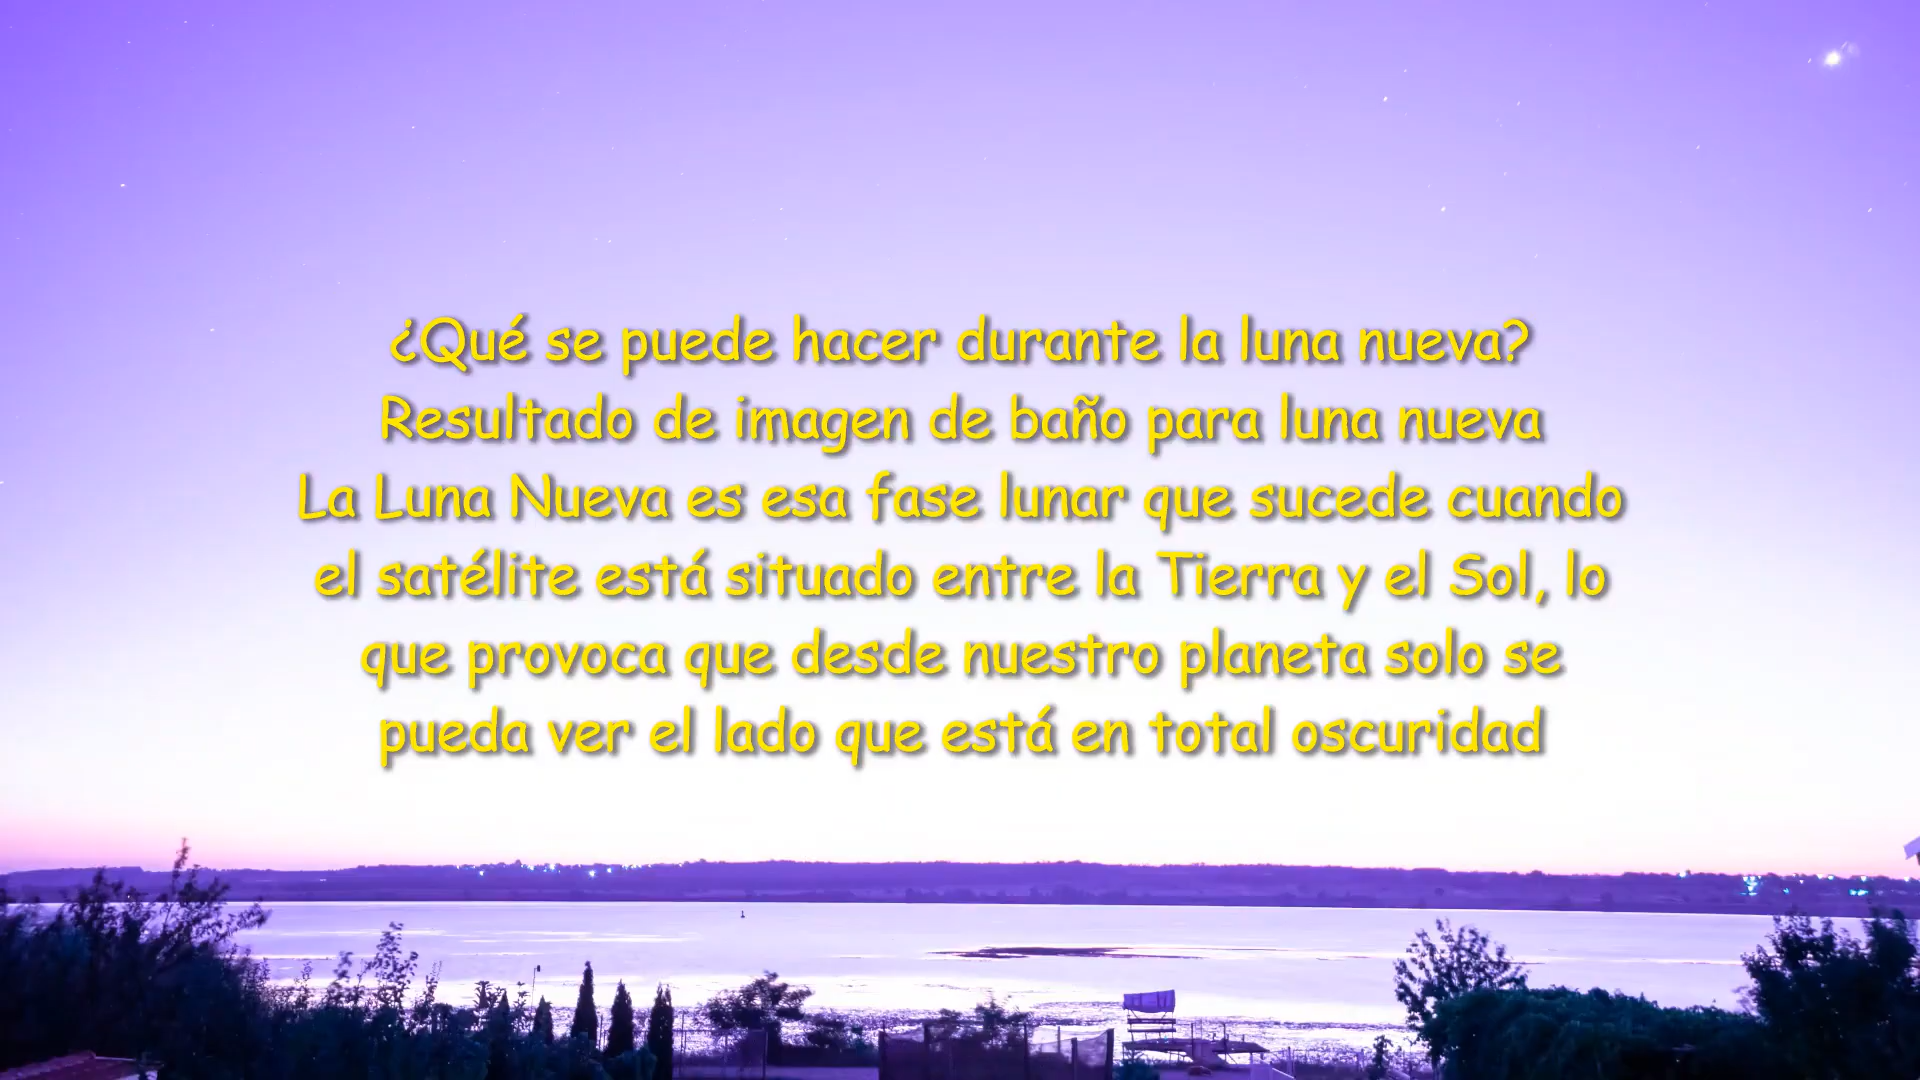 ¿Qué se puede hacer durante la luna nueva?
Resultado de imagen de baño para luna nueva
La Luna Nueva es esa fase lunar que sucede cuando
el satélite está situado entre la Tierra y el Sol, lo
que provoca que desde nuestro planeta solo se
pueda ver el lado que está en total oscuridad